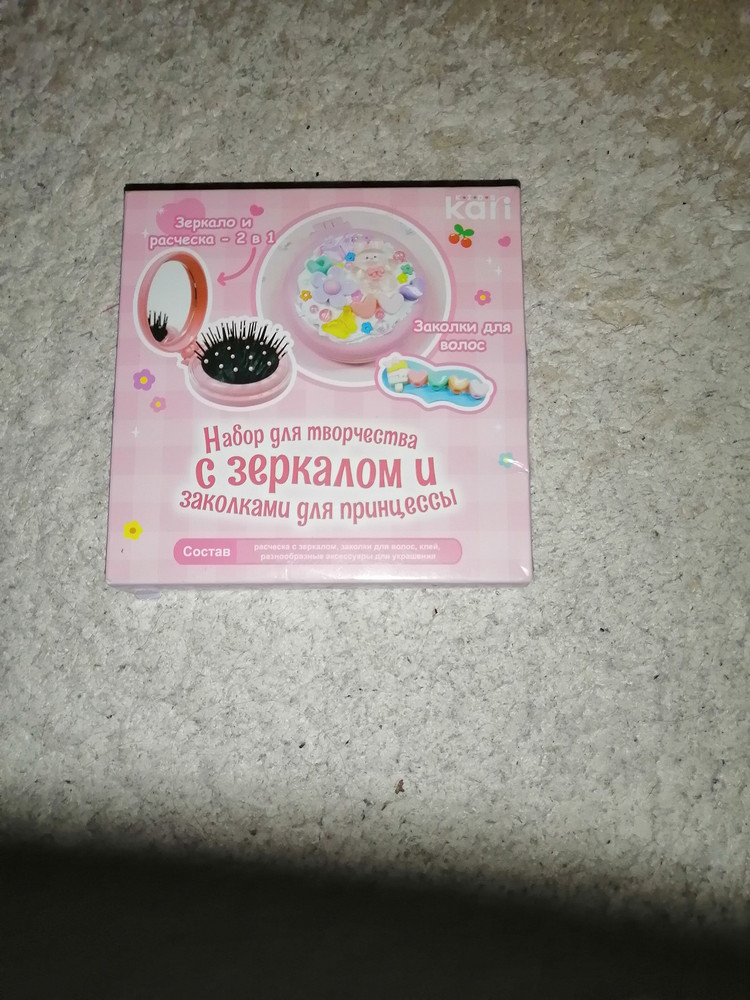 kari
Зеркало и
расческа - 2 в 1
Заколки для
волос
Набор для творчества
с зеркалом и
заколками для принцессы
Состав
расческа с зеркалом, заколки для волос, клей,
разнообразные аксессуары для украшения